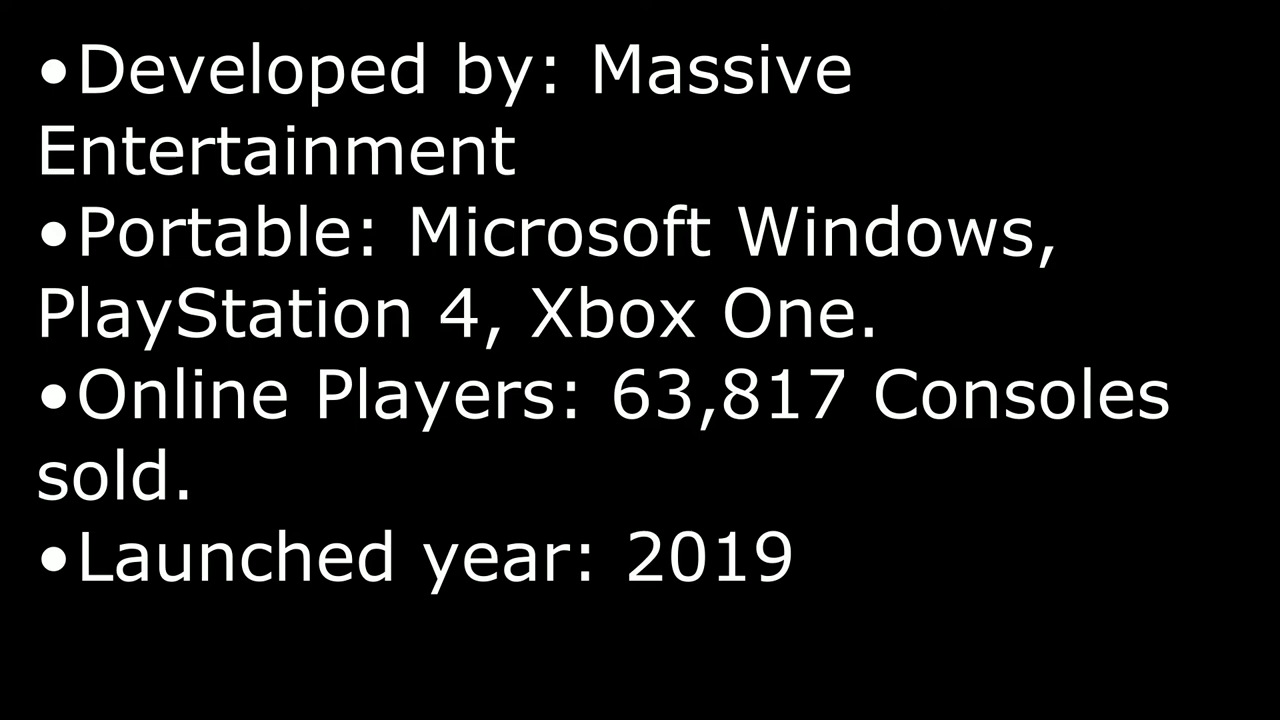 •Developed by: Massive
Entertainment
•Portable: Microsoft Windows,
PlayStation 4, Xbox One.
•Online Players: 63,817 Consoles
sold.
•Launched year: 2019